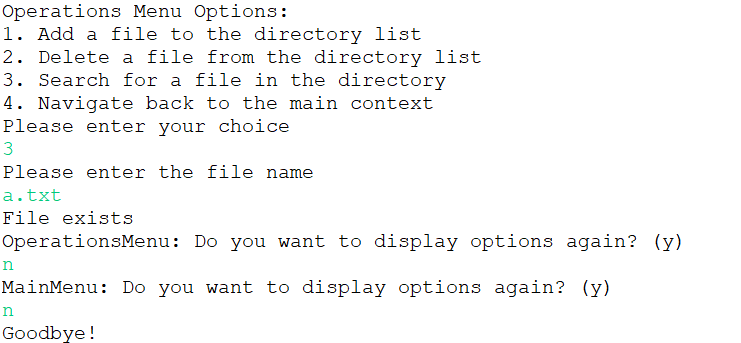 Operations Menu Options:
1. Add a file to the directory list
2. Delete a file from the directory list
3. Search for a file in the directory
4. Navigate back to the main context
Please enter your choice
3
Please enter the file name
a.txt
File exists
OperationsMenu: Do you want to display options again? (y)
n
MainMenu: Do you want to display options again? (y)
n
Goodbye!